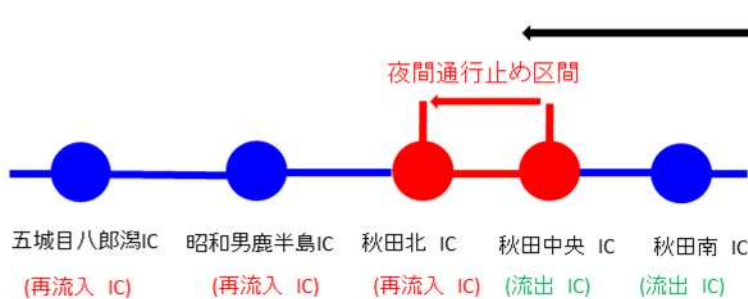 夜間通行止め区間
五城目八郎潟IC 昭和男鹿半島IC 秋田北 IC 秋田中央 IC 秋田南 IC
(再流入 IC) (再流入 IC) (再流入 IC) (流出 IC) (流出 IC)